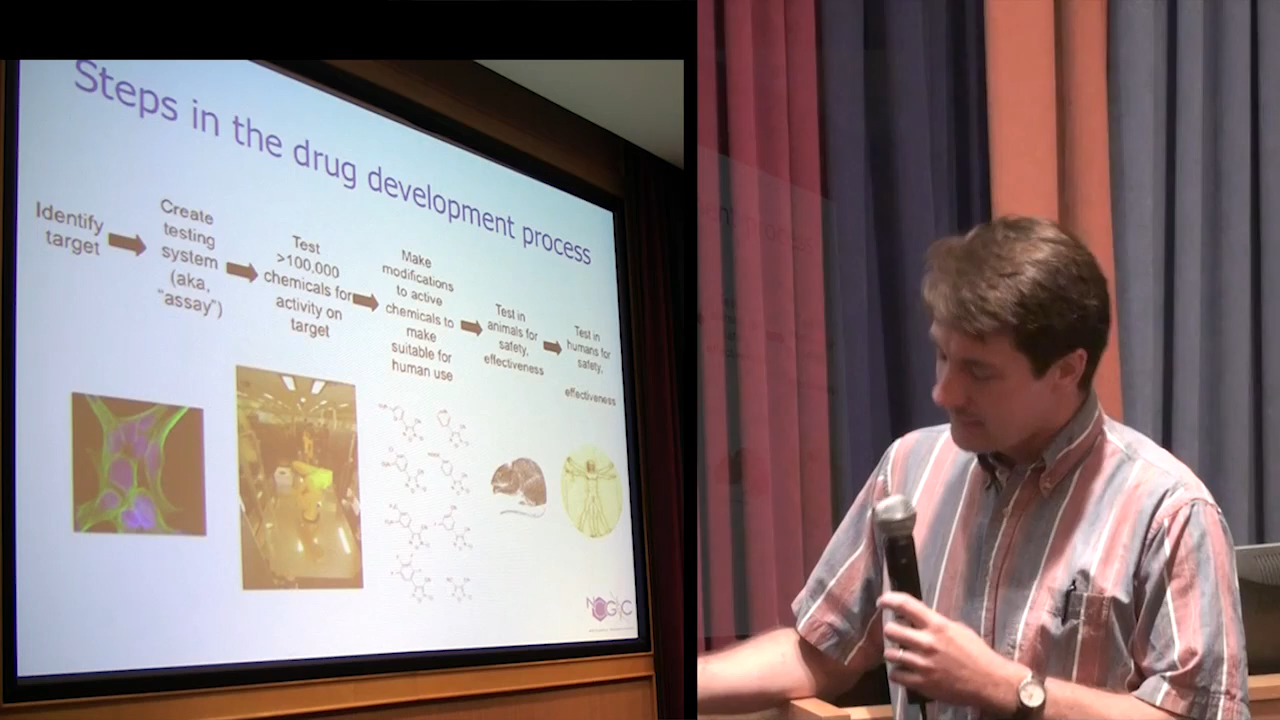 Steps in the drug development process
Identify
target
Create
testing
system
(aka,
"assay")
Test
>100,000
chemicals for
activity on
target
Make
modifications
to active
chemicals to
make
suitable for
human use
Test in
animals for
safety,
effectiveness
Test in
humans for
safety,
effectiveness